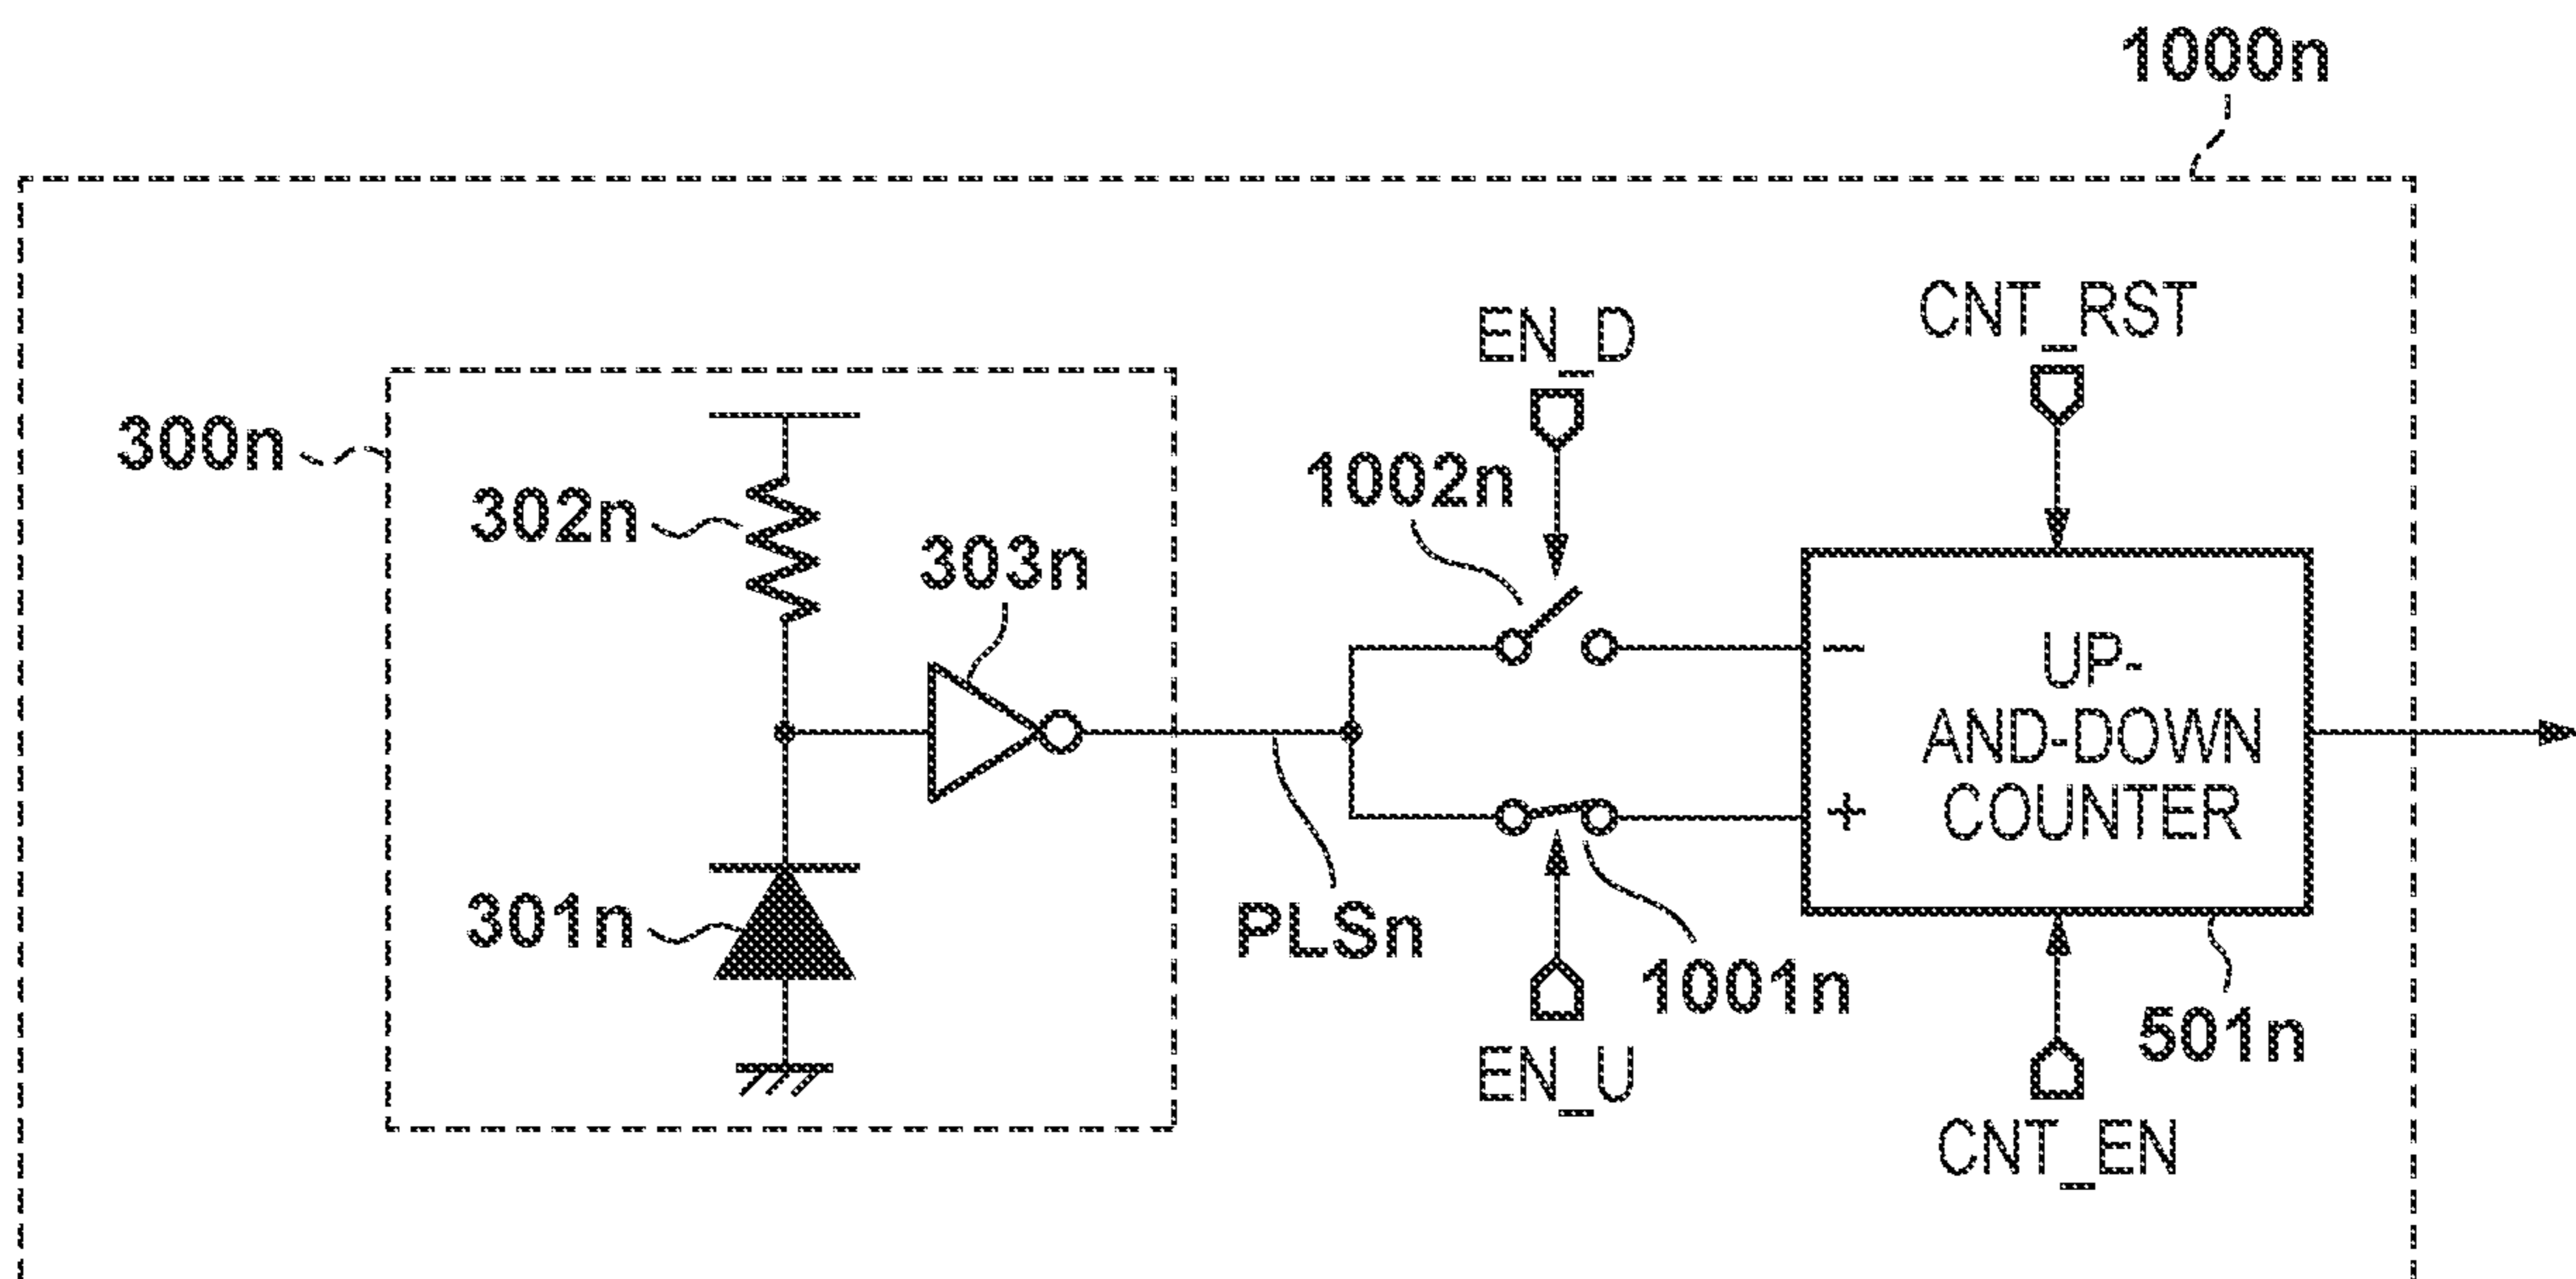 1000n
EN_D
CNT_RST
300n
302n
1002n
303n
−
UP-
AND-DOWN
COUNTER
+
301n
PLSn
1001n
EN_U
501n
CNT_EN